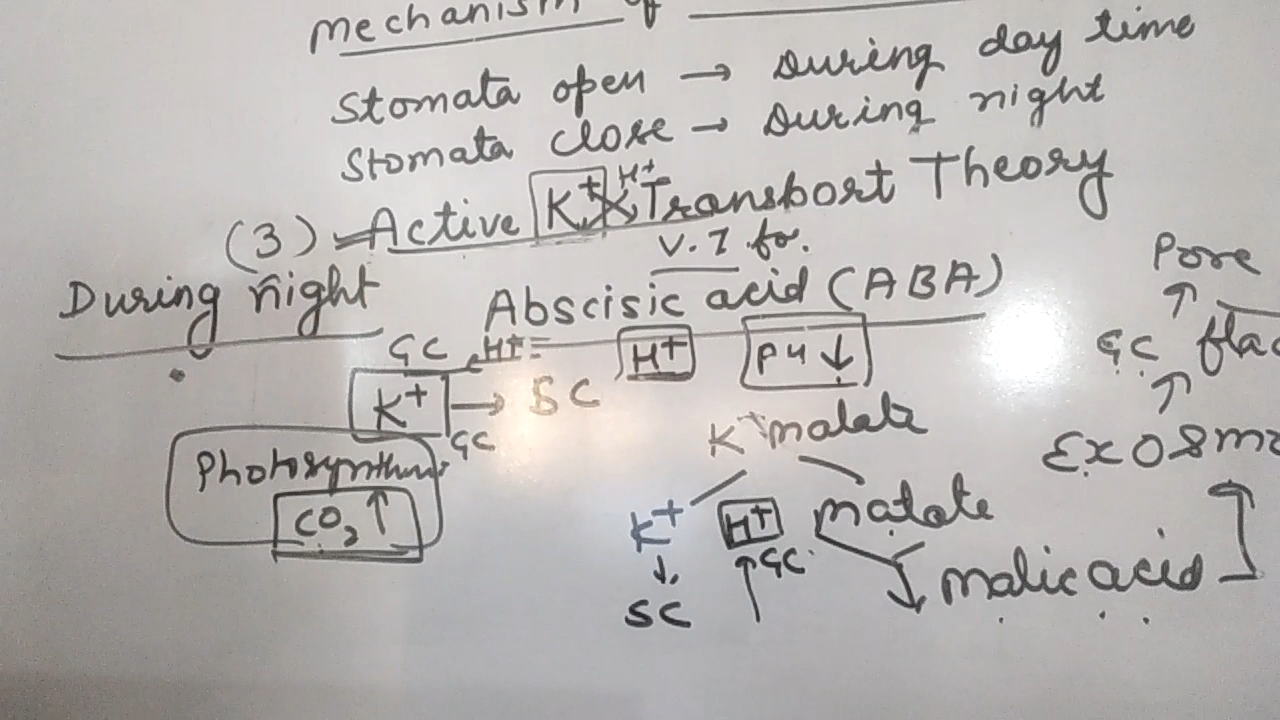 mechanism of
Stomata open → During day time
Stomata close → During night
(3) Active K⁺, H⁺ Transport Theory
V. I for.
During night
Abscisic acid (ABA)
GC H⁺
K⁺ → SC
GC
H⁺ PH ↓
Photosynthesis
CO₂ ↑
K⁺ malate
K⁺ H⁺ malate
↓ ↑ GC
SC
↓ malic acid
Pore
↑
GC flac
↑
Exosmo